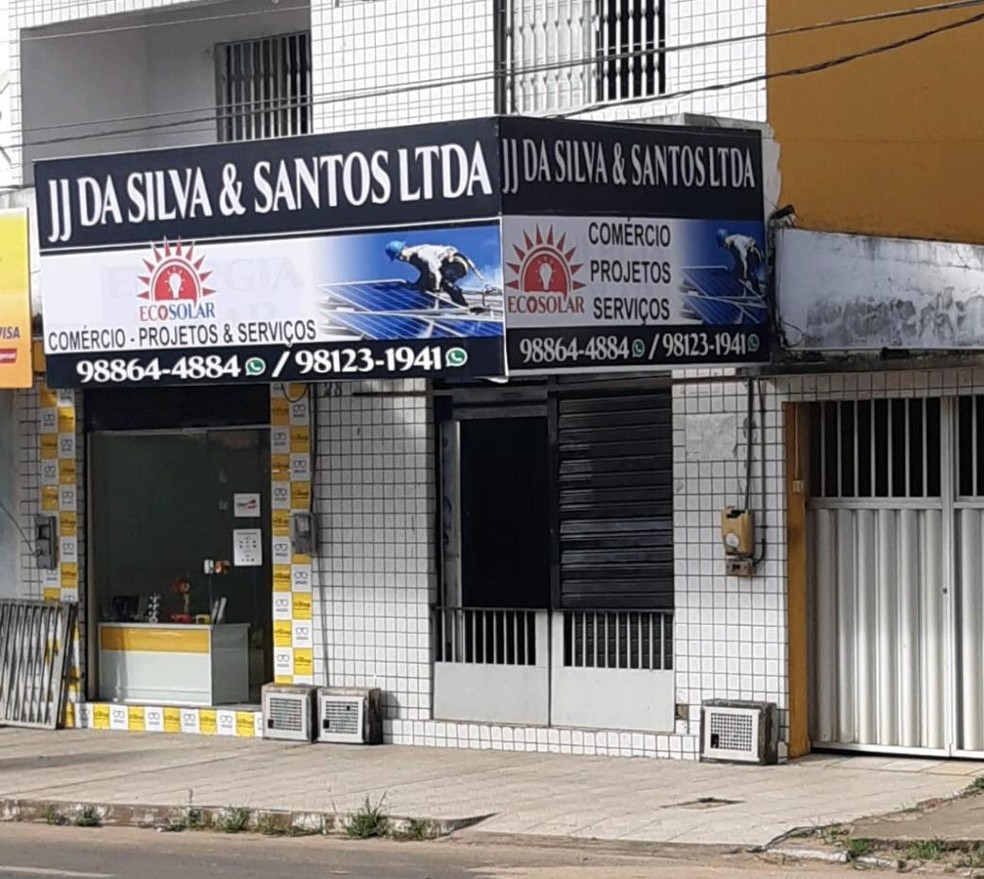 JJ DA SILVA & SANTOS LTDA
ECOSOLAR
COMÉRCIO - PROJETOS & SERVIÇOS
98864-4884 / 98123-1941
JJ DA SILVA & SANTOS LTDA
ECOSOLAR
COMÉRCIO
PROJETOS
SERVIÇOS
98864-4884 / 98123-1941
VISA